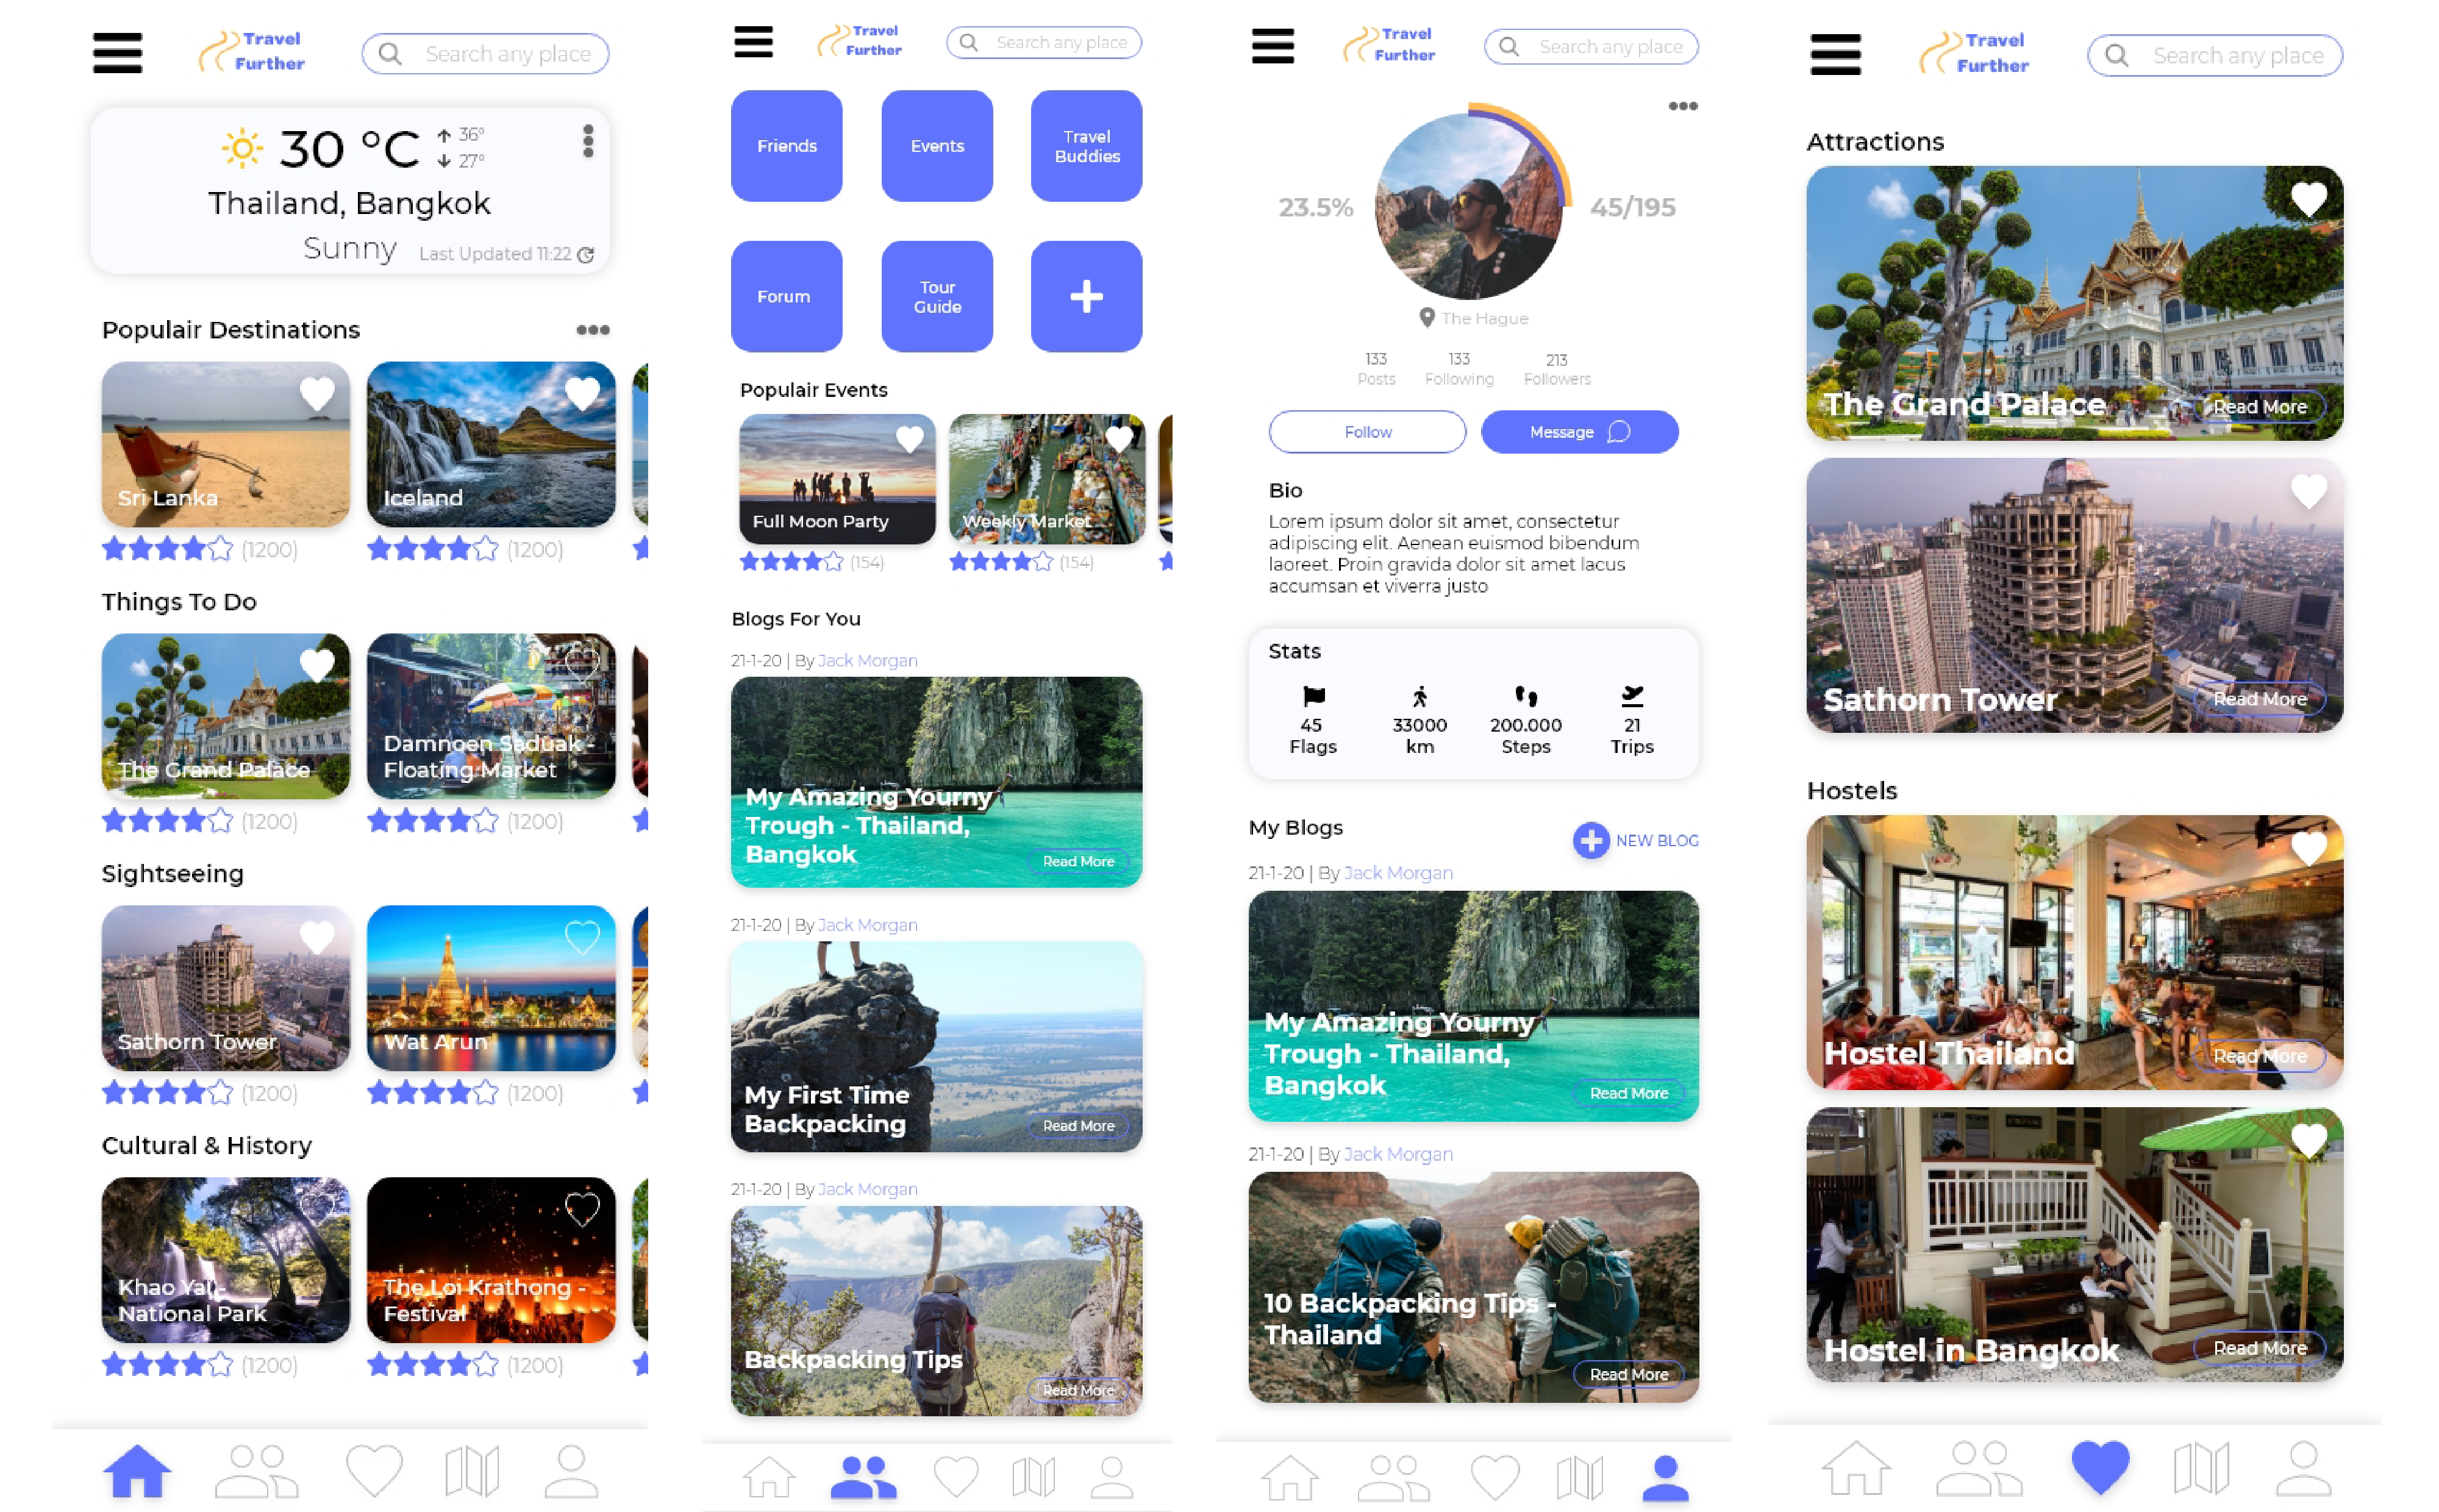 Travel
Further
Search any place
30 °C
36°
27°
Thailand, Bangkok
Sunny
Last Updated 11:22
Populair Destinations
Sri Lanka
Iceland
(1200)
(1200)
Things To Do
The Grand Palace
Damnoen Saduak -
Floating Market
(1200)
(1200)
Sightseeing
Sathorn Tower
Wat Arun
(1200)
(1200)
Cultural & History
Khao Yai -
National Park
The Loi Krathong -
Festival
(1200)
(1200)
Travel
Further
Search any place
Friends
Events
Travel
Buddies
Forum
Tour
Guide
Populair Events
Full Moon Party
Weekly Market
(154)
(154)
Blogs For You
21-1-20 | By Jack Morgan
My Amazing Yourny
Trough - Thailand,
Bangkok
Read More
21-1-20 | By Jack Morgan
My First Time
Backpacking
Read More
21-1-20 | By Jack Morgan
Backpacking Tips
Read More
Travel
Further
Search any place
23.5%
45/195
The Hague
133
Posts
133
Following
213
Followers
Follow
Message
Bio
Lorem ipsum dolor sit amet, consectetur
adipiscing elit. Aenean euismod bibendum
laoreet. Proin gravida dolor sit amet lacus
accumsan et viverra justo
Stats
45
Flags
33000
km
200.000
Steps
21
Trips
My Blogs
NEW BLOG
21-1-20 | By Jack Morgan
My Amazing Yourny
Trough - Thailand,
Bangkok
Read More
21-1-20 | By Jack Morgan
10 Backpacking Tips -
Thailand
Read More
Travel
Further
Search any place
Attractions
The Grand Palace
Read More
Sathorn Tower
Read More
Hostels
Hostel Thailand
Read More
Hostel in Bangkok
Read More